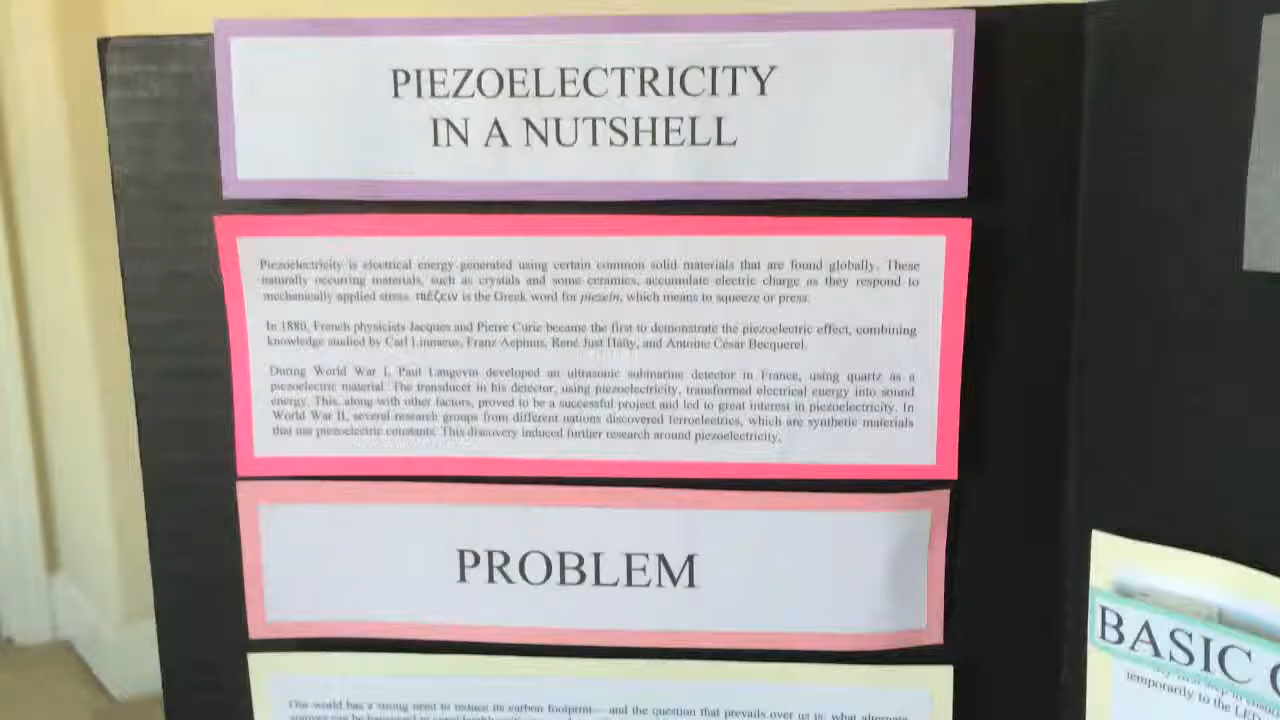 PIEZOELECTRICITY
IN A NUTSHELL
Piezoelectricity is electrical energy generated using certain common solid materials that are found globally. These
naturally occurring materials, such as crystals and some ceramics, accumulate electric charge as they respond to
mechanically applied stress. πιέζειν is the Greek word for piezein, which means to squeeze or press.
In 1880, French physicists Jacques and Pierre Curie became the first to demonstrate the piezoelectric effect, combining
knowledge studied by Carl Linnaeus, Franz Aepinus, René Just Haüy, and Antoine César Becquerel.
During World War I, Paul Langevin developed an ultrasonic submarine detector in France, using quartz as a
piezoelectric material. The transducer in his detector, using piezoelectricity, transformed electrical energy into sound
energy. This, along with other factors, proved to be a successful project and led to great interest in piezoelectricity. In
World War II, several research groups from different nations discovered ferroelectrics, which are synthetic materials
that use piezoelectric constants. This discovery induced further research around piezoelectricity.
PROBLEM
Our world has a strong need to reduce its carbon footprint—and the question that prevails over us is: what alternate
BASIC
temporarily to the LED